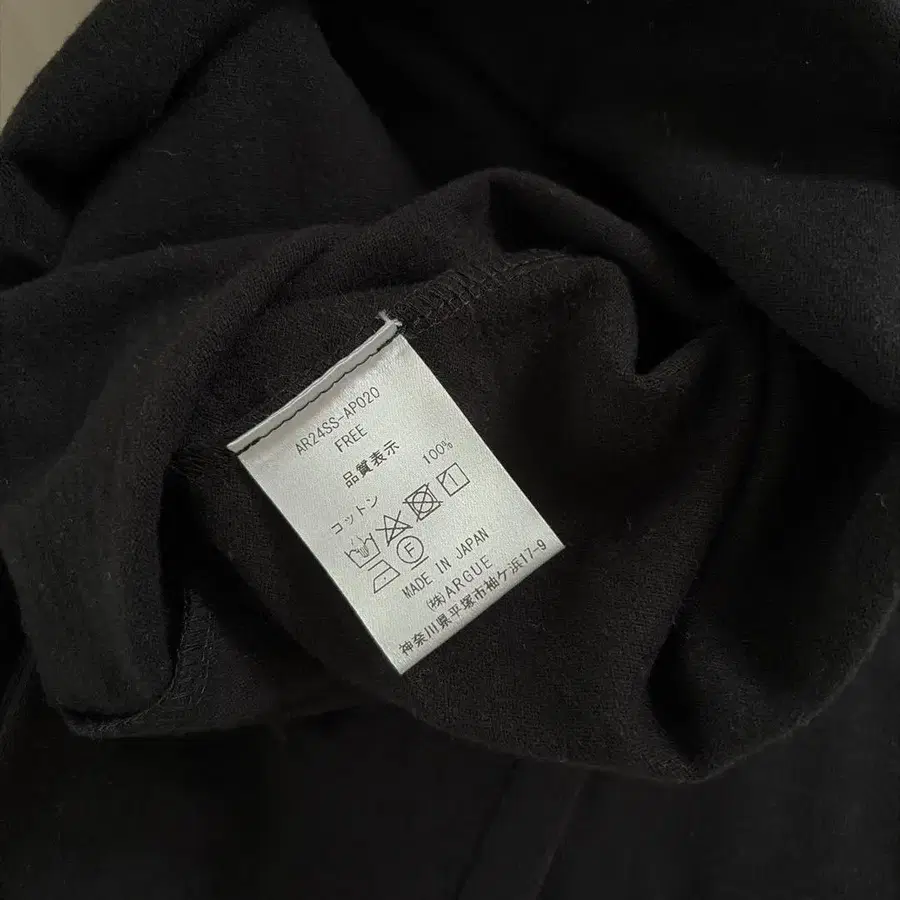 AR24SS-AP020
FREE
品質表示
コットン 100%
1
F
MADE IN JAPAN
㈱ARGUE
神奈川県平塚市袖ケ浜17-9